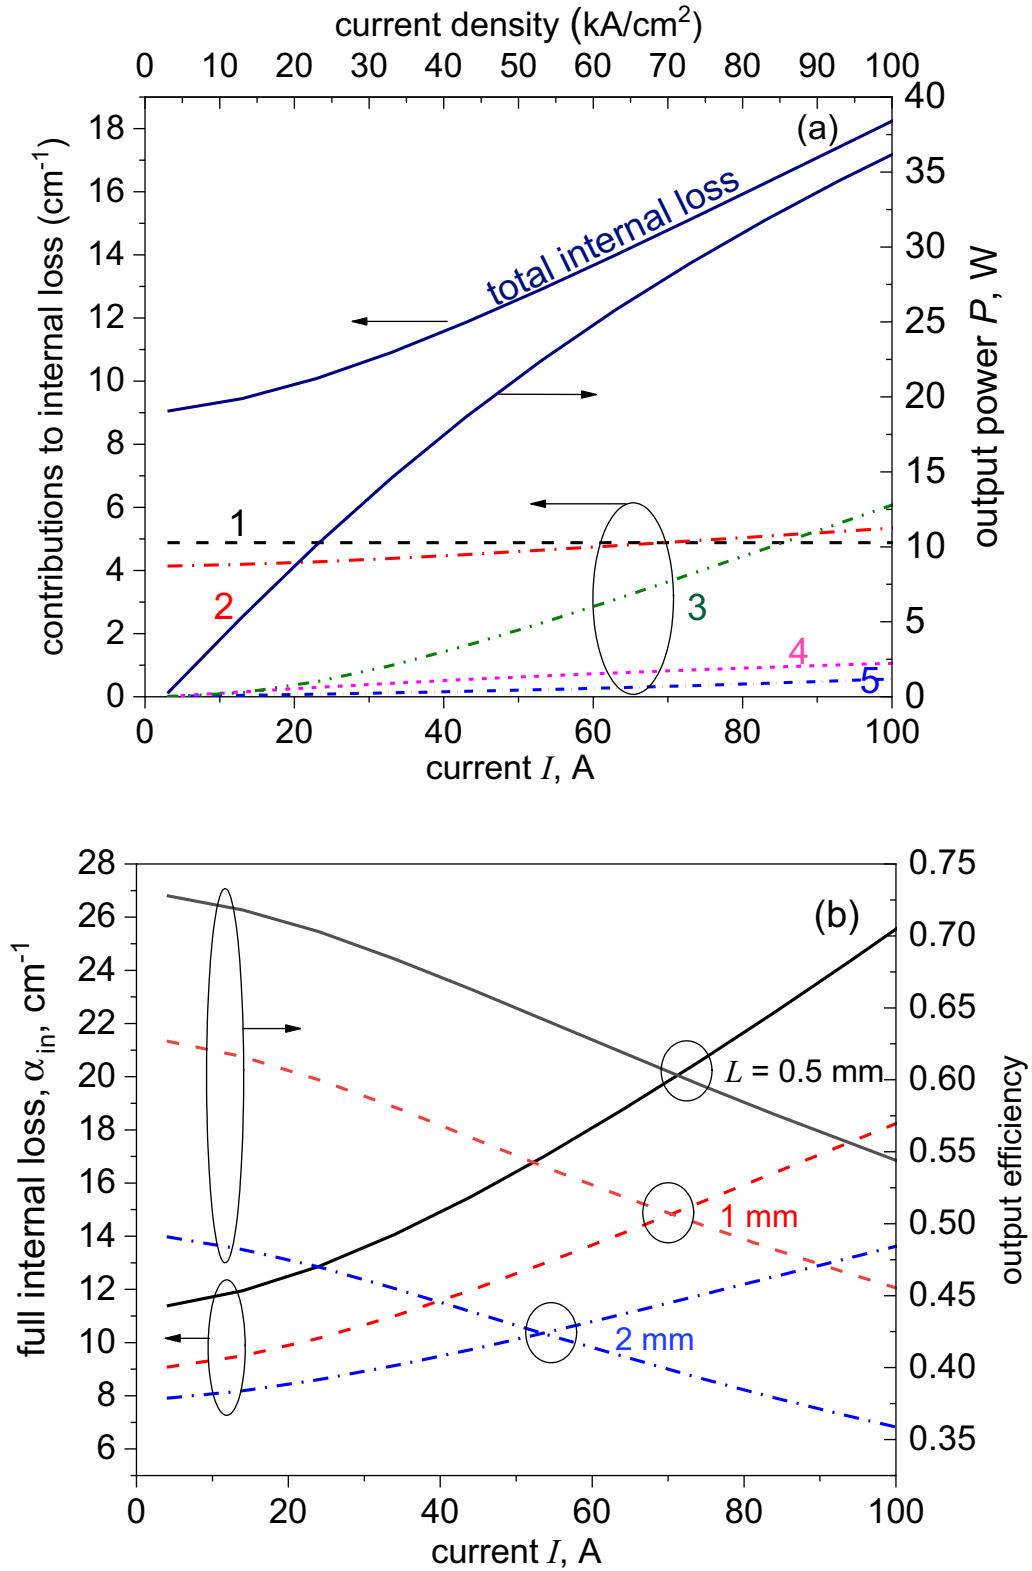 current density (kA/cm²)
0 10 20 30 40 50 60 70 80 90 100
(a)
contributions to internal loss (cm⁻¹)
18
16
14
12
10
8
6
4
2
0
40
35
30
25
20
15
10
5
0
output power P, W
total internal loss
1
2
3
4
5
0 20 40 60 80 100
current I, A
(b)
full internal loss, αin, cm⁻¹
28
26
24
22
20
18
16
14
12
10
8
6
0.75
0.70
0.65
0.60
0.55
0.50
0.45
0.40
0.35
output efficiency
L = 0.5 mm
1 mm
2 mm
0 20 40 60 80 100
current I, A